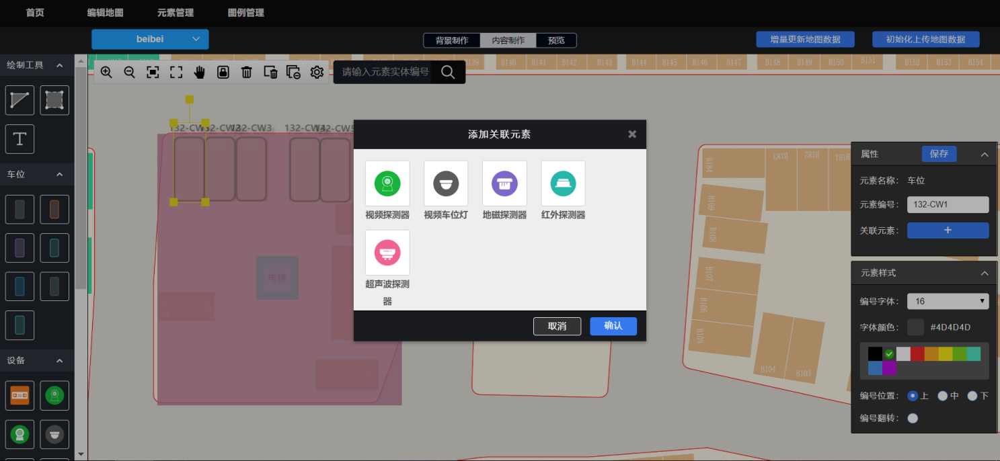 首页
编辑地图
元素管理
图例管理
beibei
背景制作
内容制作
预览
增量更新地图数据
初始化上传地图数据
绘制工具
请输入元素实体编号
B139
B140
B141
B142
B143
B144
B145
B146
B147
B148
B149
B150
B151
B152
B153
B154
T
车位
设备
132-CW3
电梯
添加关联元素
视频探测器
视频车位灯
地磁探测器
红外探测器
超声波探测
器
取消
确认
B184
B183
B182
B181
B109
B108
B107
B106
B105
B104
B103
属性
保存
元素名称： 车位
元素编号： 132-CW1
关联元素： +
元素样式
编号字体： 16
字体颜色： #4D4D4D
编号位置： 上 中 下
编号翻转：